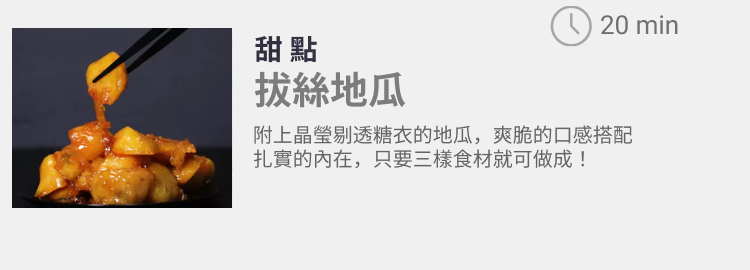 20 min
甜點
拔絲地瓜
附上晶瑩剔透糖衣的地瓜，爽脆的口感搭配
扎實的內在，只要三樣食材就可做成！